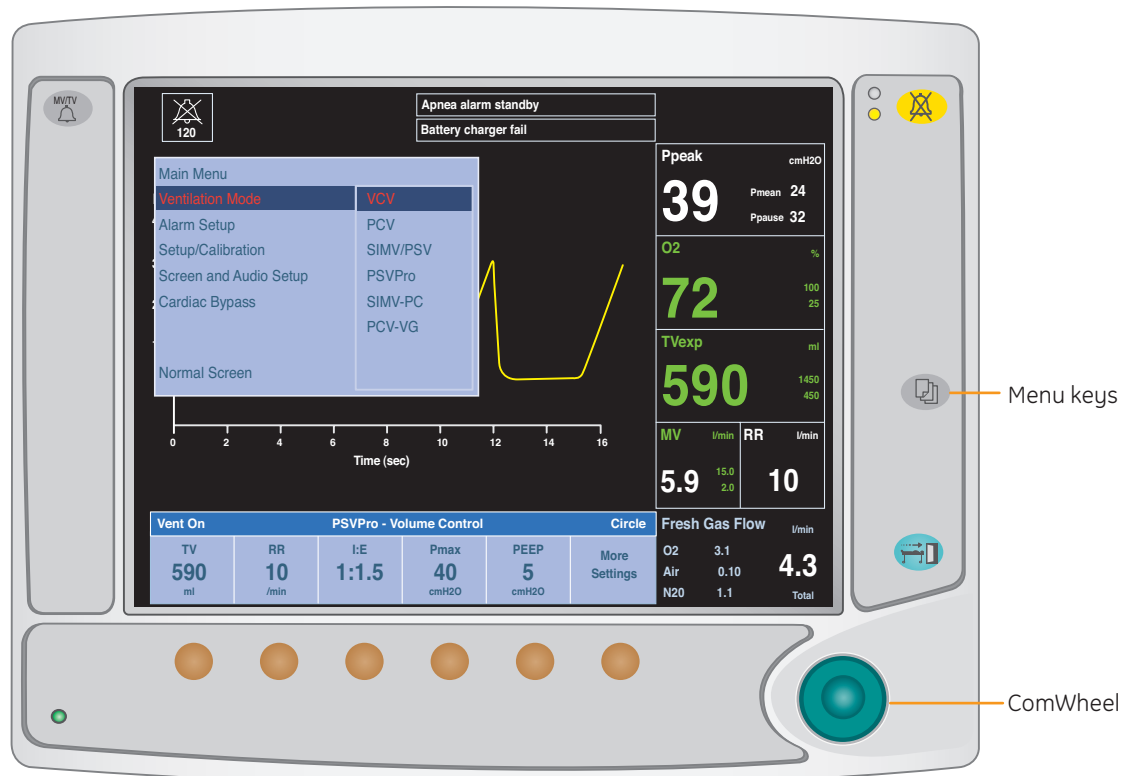 MV/TV
120
Apnea alarm standby
Battery charger fail
Main Menu
Ventilation Mode
Alarm Setup
Setup/Calibration
Screen and Audio Setup
Cardiac Bypass
Normal Screen
VCV
PCV
SIMV/PSV
PSVPro
SIMV-PC
PCV-VG
0 2 4 6 8 10 12 14 16
Time (sec)
Ppeak cmH2O
39
Pmean 24
Ppause 32
O2 %
72
100
25
TVexp ml
590
1450
450
MV l/min
5.9
15.0
2.0
RR l/min
10
Vent On PSVPro - Volume Control Circle
TV
590
ml
RR
10
/min
I:E
1:1.5
Pmax
40
cmH2O
PEEP
5
cmH2O
More
Settings
Fresh Gas Flow l/min
O2 3.1
Air 0.10
N20 1.1
4.3
Total
Menu keys
ComWheel